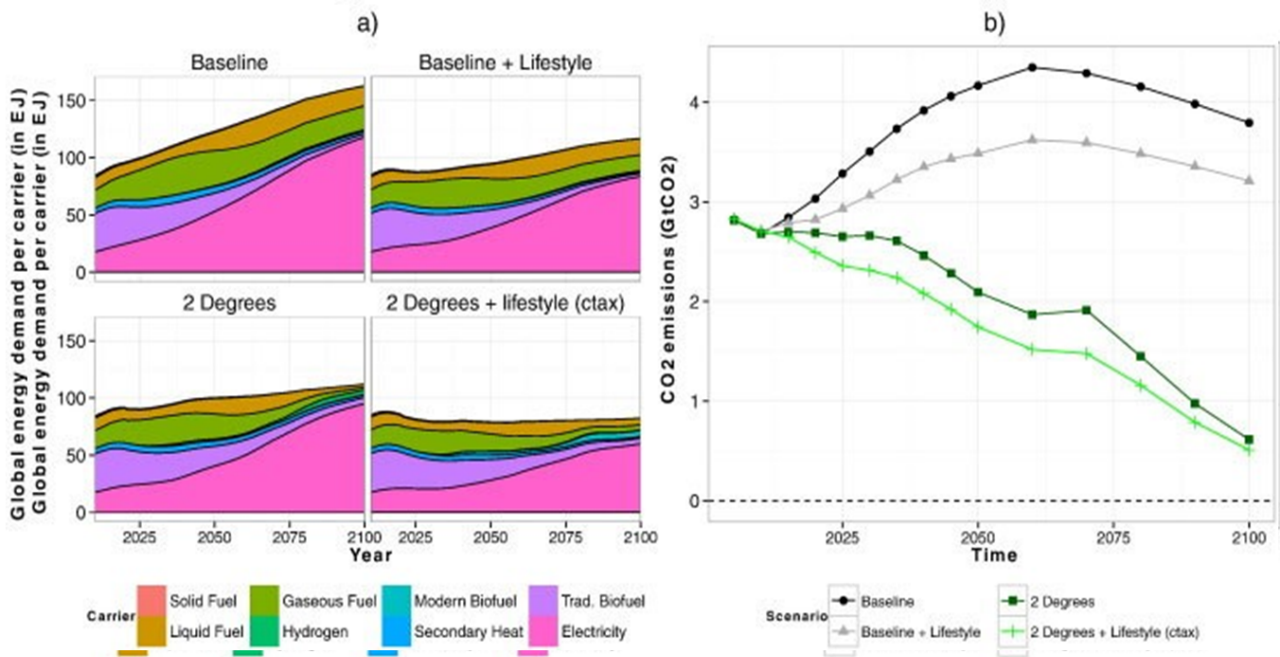 a)
Baseline
Baseline + Lifestyle
Global energy demand per carrier (in EJ)
Global energy demand per carrier (in EJ)
150
100
50
0
2 Degrees
2 Degrees + lifestyle (ctax)
150
100
50
0
2025 2050 2075 2100 2025 2050 2075 2100
Year
Carrier
Solid Fuel Gaseous Fuel Modern Biofuel Trad. Biofuel
Liquid Fuel Hydrogen Secondary Heat Electricity
b)
CO2 emissions (GtCO2)
4
3
2
1
0
2025 2050 2075 2100
Time
Scenario
Baseline 2 Degrees
Baseline + Lifestyle 2 Degrees + Lifestyle (ctax)